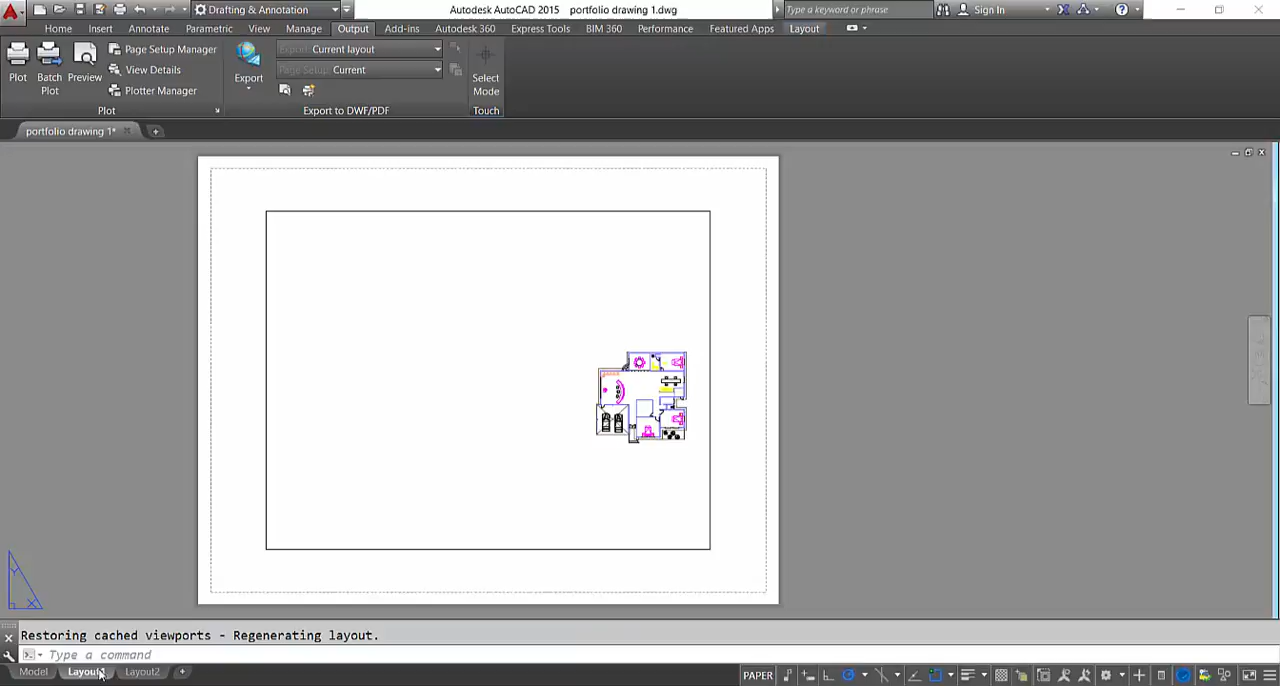 Drafting & Annotation
Autodesk AutoCAD 2015 portfolio drawing 1.dwg
Type a keyword or phrase
Sign In
Home Insert Annotate Parametric View Manage Output Add-ins Autodesk 360 Express Tools BIM 360 Performance Featured Apps Layout
Plot
Batch Plot
Preview
Page Setup Manager
View Details
Plotter Manager
Plot
Export
Export: Current layout
Page Setup: Current
Export to DWF/PDF
Select Mode
Touch
portfolio drawing 1*
Y
X
Restoring cached viewports - Regenerating layout.
Type a command
Model Layout1 Layout2
PAPER